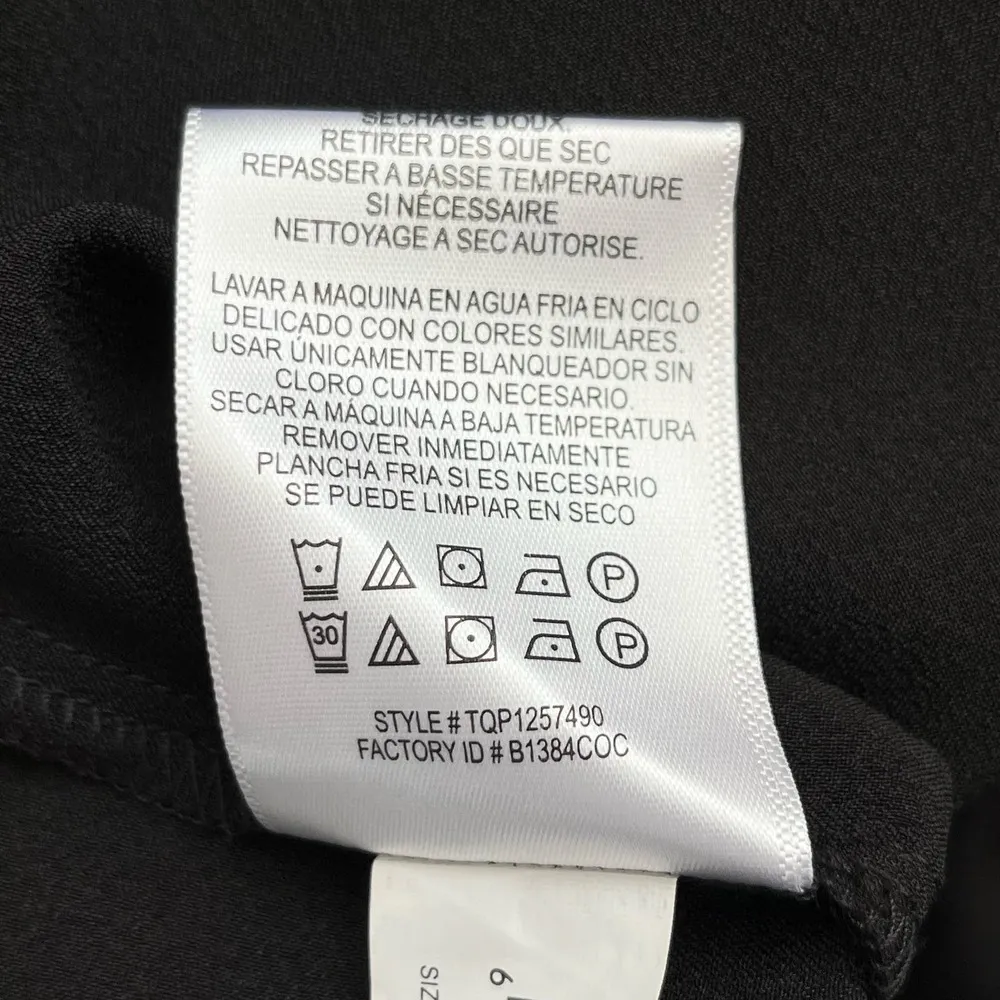 SECHAGE DOUX.
RETIRER DES QUE SEC
REPASSER A BASSE TEMPERATURE
SI NÉCESSAIRE
NETTOYAGE A SEC AUTORISE.
LAVAR A MAQUINA EN AGUA FRIA EN CICLO
DELICADO CON COLORES SIMILARES.
USAR ÚNICAMENTE BLANQUEADOR SIN
CLORO CUANDO NECESARIO.
SECAR A MÁQUINA A BAJA TEMPERATURA
REMOVER INMEDIATAMENTE
PLANCHA FRIA SI ES NECESARIO
SE PUEDE LIMPIAR EN SECO
P
30 P
STYLE # TQP1257490
FACTORY ID # B1384COC
6